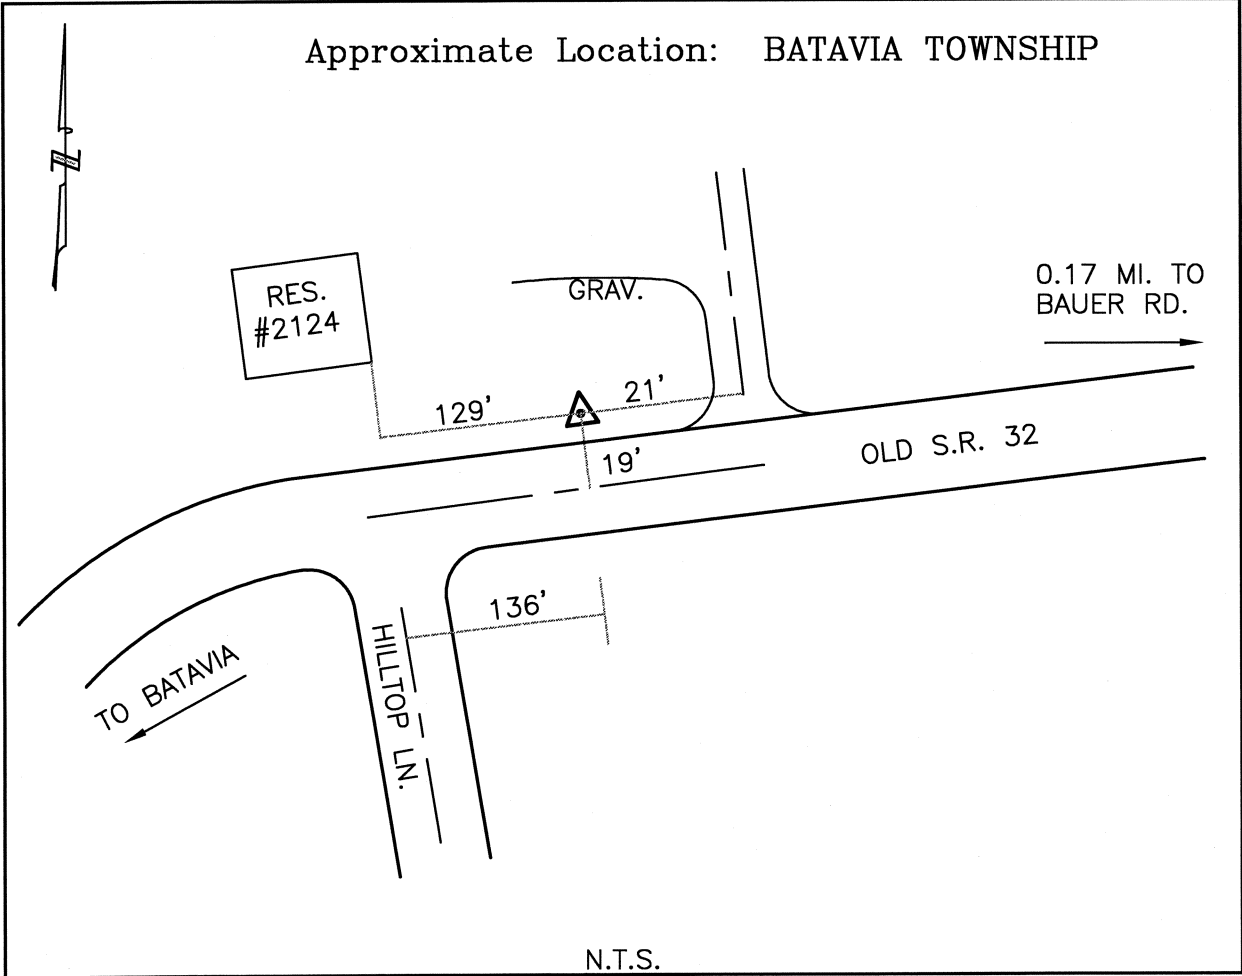 Approximate Location: BATAVIA TOWNSHIP
N
0.17 MI. TO
BAUER RD.
RES.
#2124
GRAV.
129'
21'
19'
OLD S.R. 32
136'
HILLTOP LN.
TO BATAVIA
N.T.S.